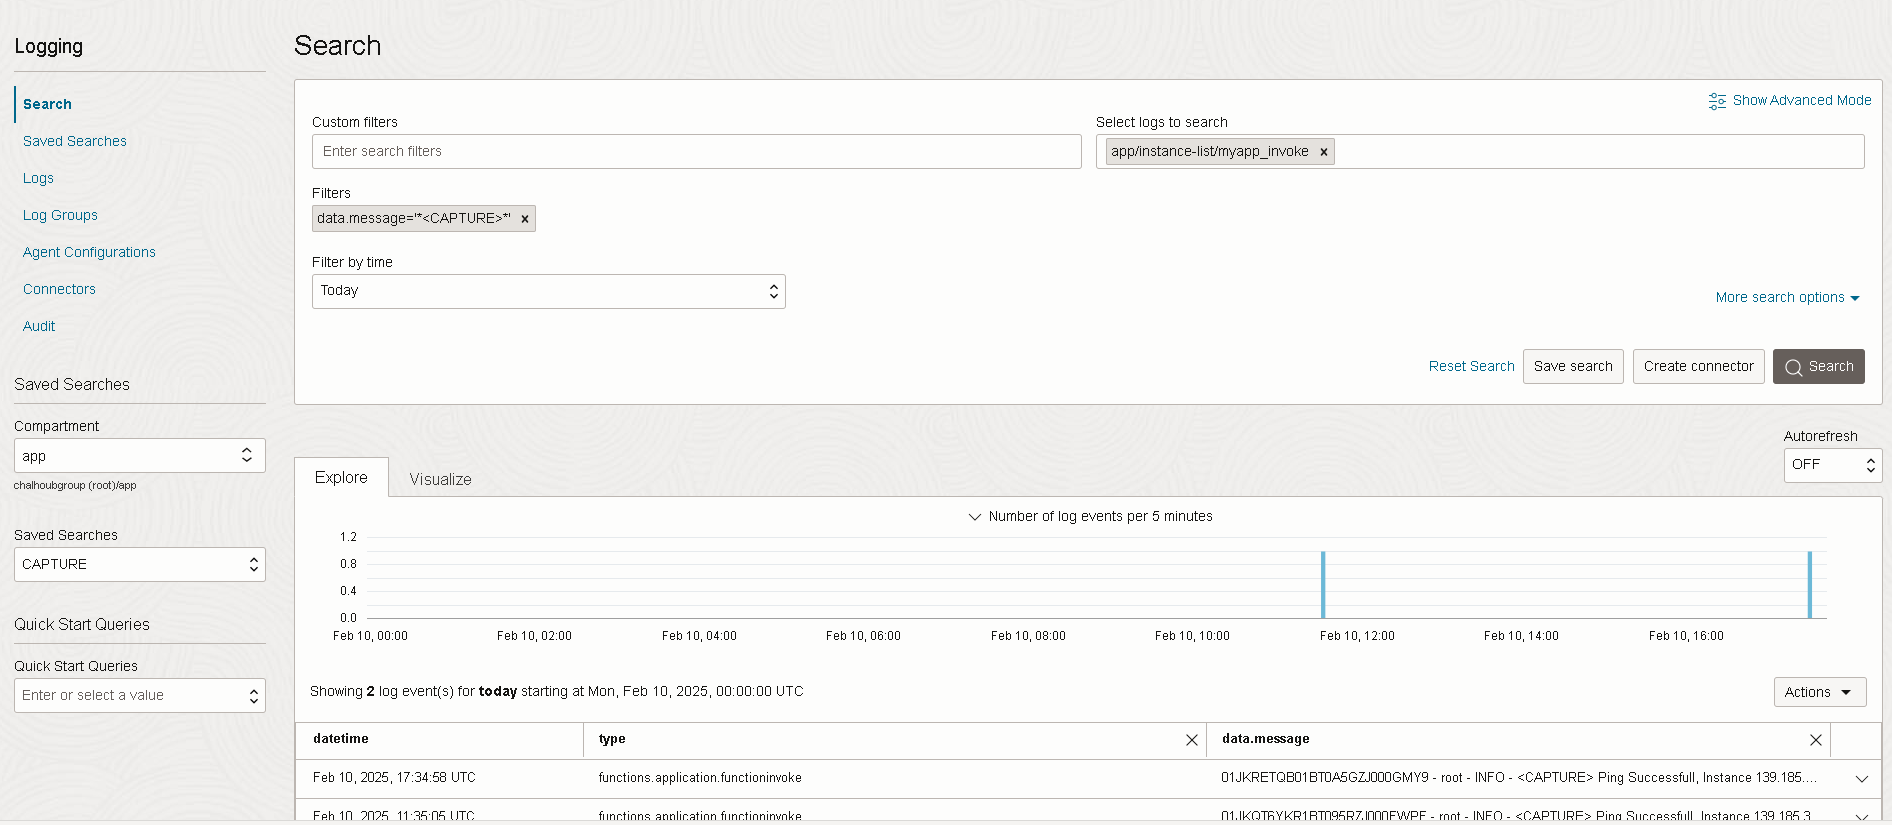 Logging
Search
Saved Searches
Logs
Log Groups
Agent Configurations
Connectors
Audit
Saved Searches
Compartment
app
chalhoubgroup (root)/app
Saved Searches
CAPTURE
Quick Start Queries
Quick Start Queries
Enter or select a value
Search
Show Advanced Mode
Custom filters
Enter search filters
Select logs to search
app/instance-list/myapp_invoke ×
Filters
data.message='*<CAPTURE>*' ×
Filter by time
Today
More search options
Reset Search Save search Create connector Search
Autorefresh
OFF
Explore Visualize
Number of log events per 5 minutes
1.2
0.8
0.4
0.0
Feb 10, 00:00 Feb 10, 02:00 Feb 10, 04:00 Feb 10, 06:00 Feb 10, 08:00 Feb 10, 10:00 Feb 10, 12:00 Feb 10, 14:00 Feb 10, 16:00
Showing 2 log event(s) for today starting at Mon, Feb 10, 2025, 00:00:00 UTC
Actions
datetime type data.message
Feb 10, 2025, 17:34:58 UTC functions.application.functioninvoke 01JKRETQB01BT0A5GZJ000GMY9 - root - INFO - <CAPTURE> Ping Successfull, Instance 139.185....
Feb 10, 2025, 11:35:05 UTC functions.application.functioninvoke - root - INFO - <CAPTURE> Ping Successfull, Instance 139.185.3